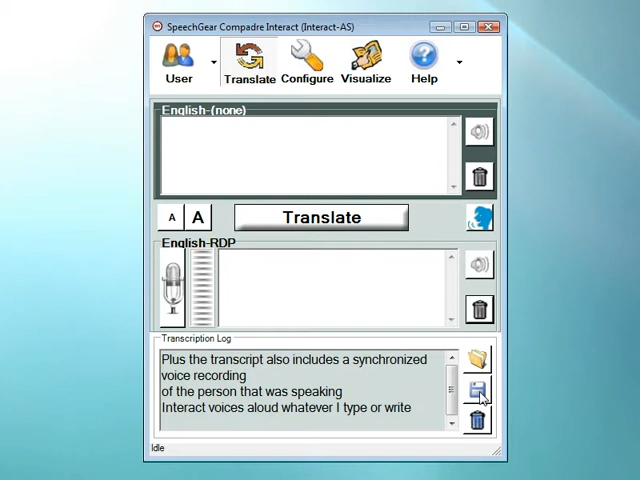 SpeechGear Compadre Interact (Interact-AS)
User
Translate
Configure
Visualize
Help
English-(none)
A
A
Translate
English-RDP
Transcription Log
Plus the transcript also includes a synchronized
voice recording
of the person that was speaking
Interact voices aloud whatever I type or write
Idle